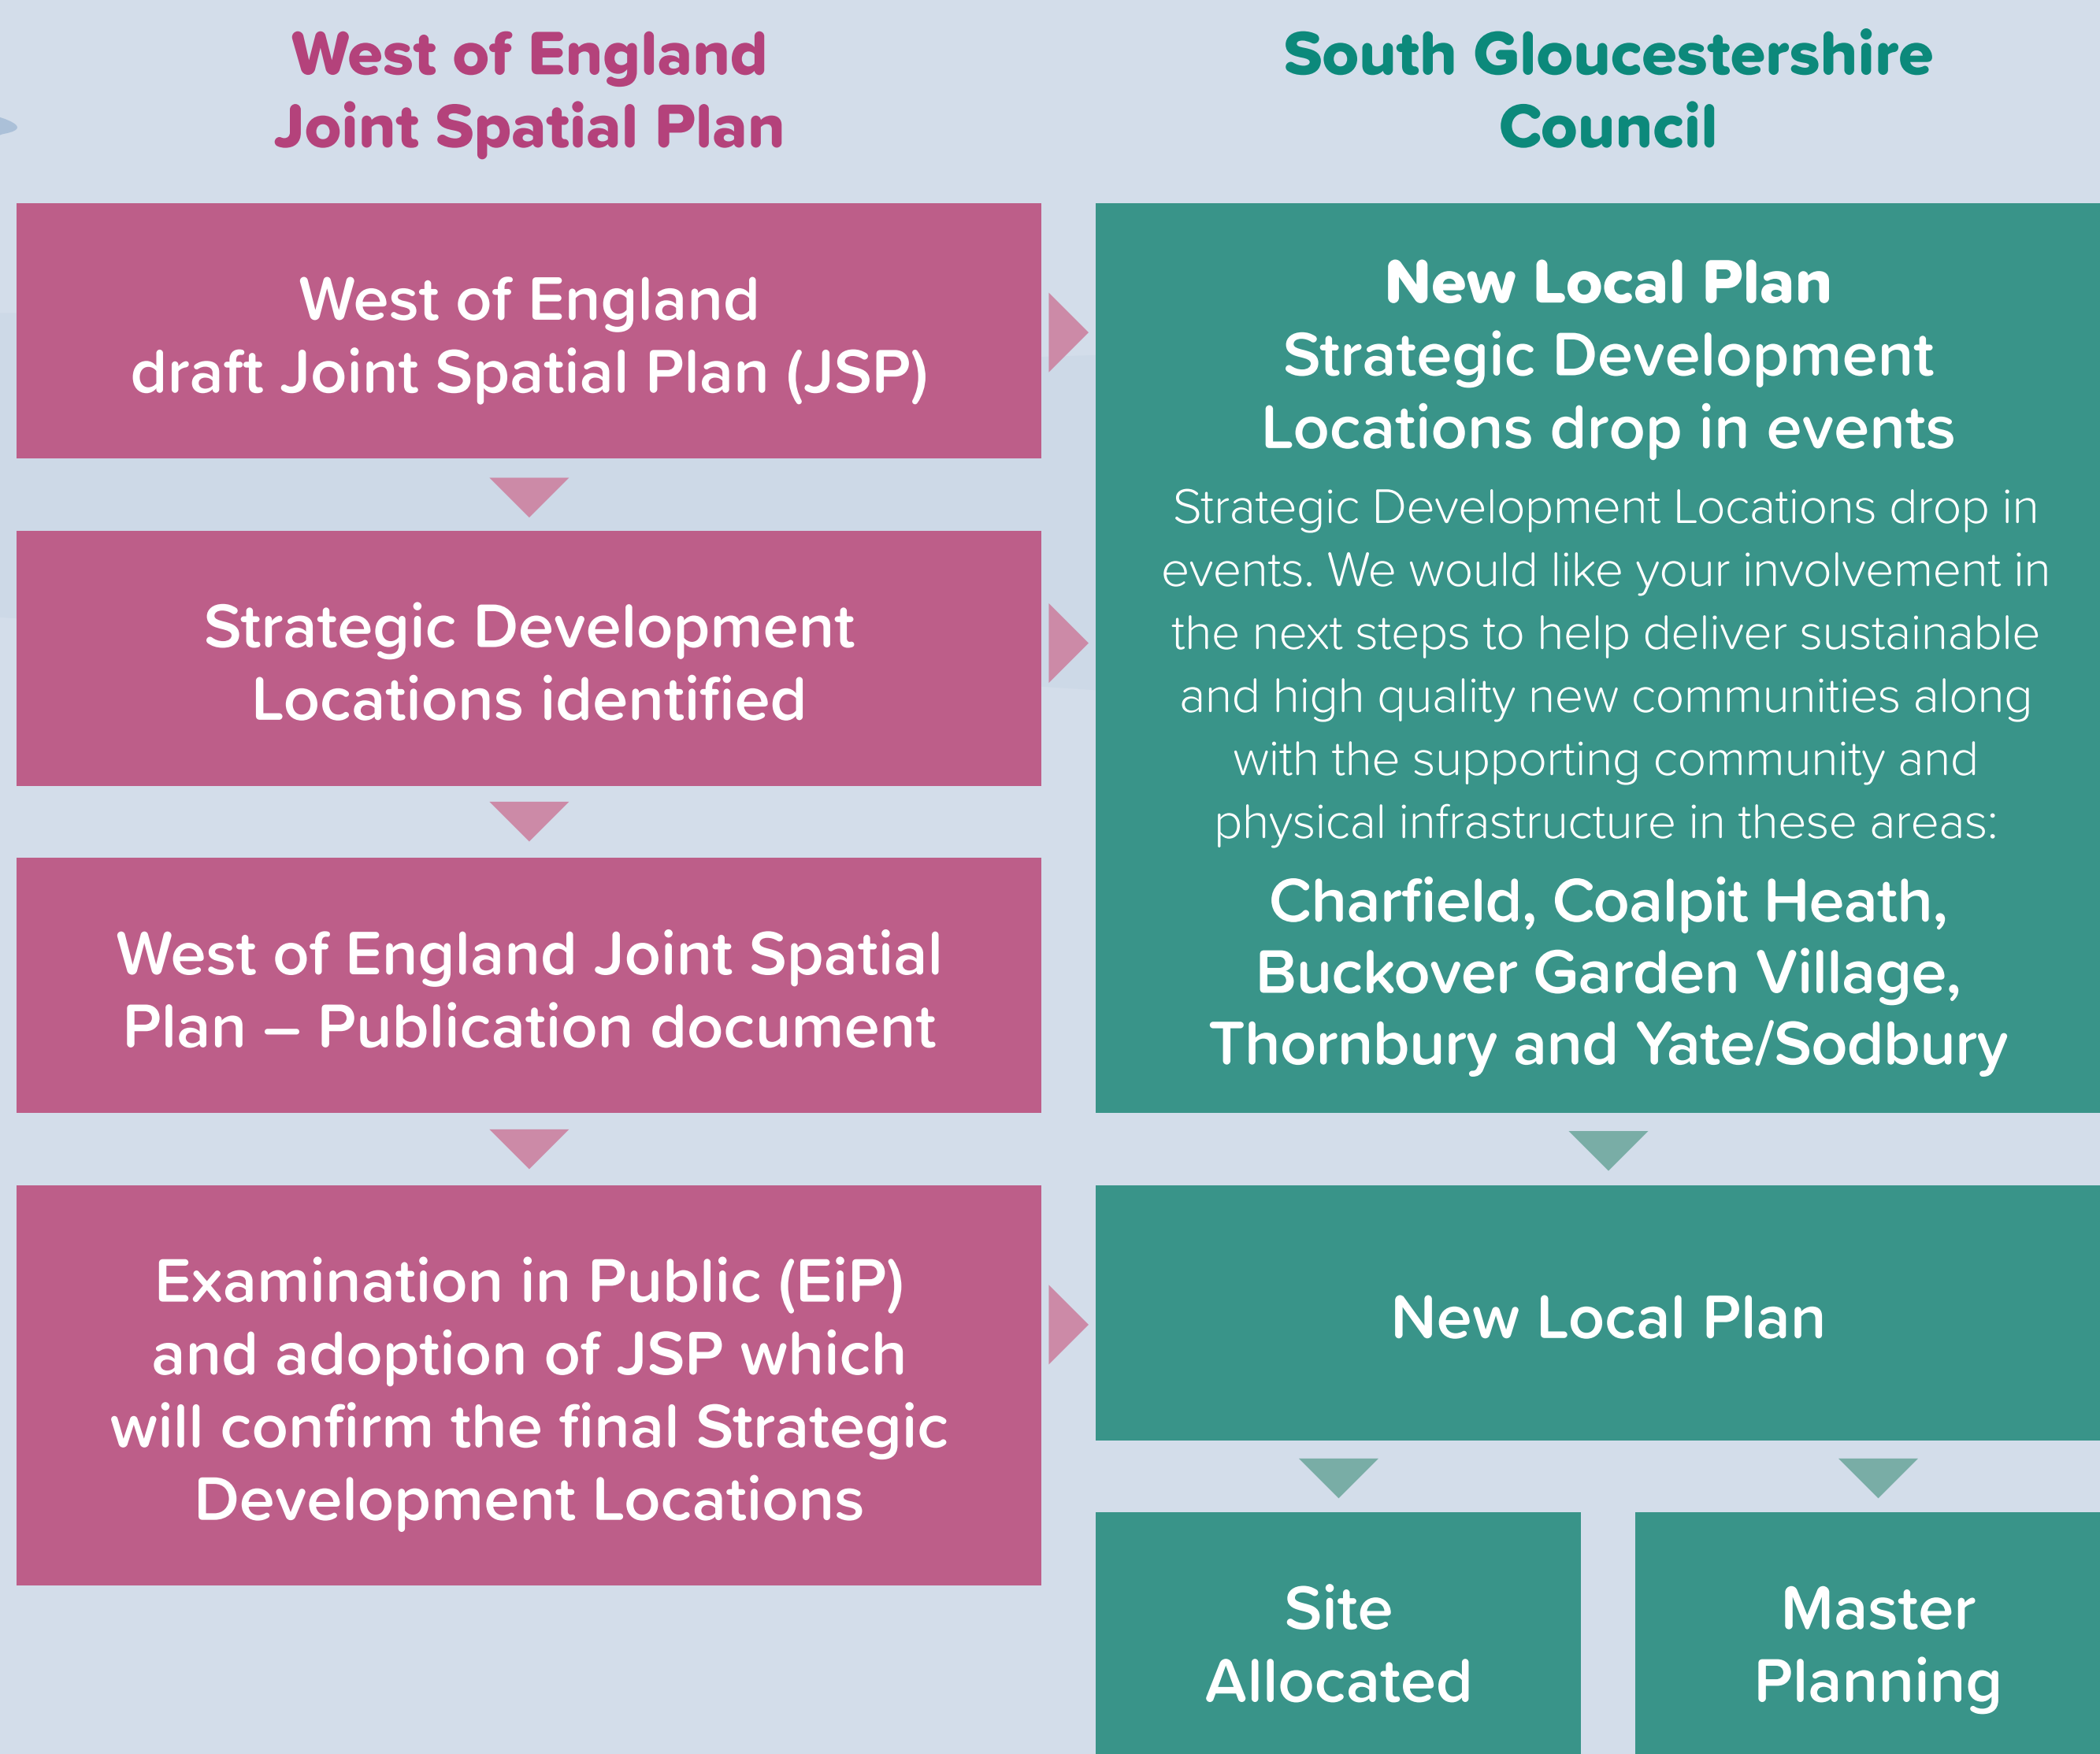 West of England
Joint Spatial Plan
West of England
draft Joint Spatial Plan (JSP)
Strategic Development
Locations identified
West of England Joint Spatial
Plan – Publication document
Examination in Public (EiP)
and adoption of JSP which
will confirm the final Strategic
Development Locations
South Gloucestershire
Council
New Local Plan
Strategic Development
Locations drop in events
Strategic Development Locations drop in
events. We would like your involvement in
the next steps to help deliver sustainable
and high quality new communities along
with the supporting community and
physical infrastructure in these areas:
Charfield, Coalpit Heath,
Buckover Garden Village,
Thornbury and Yate/Sodbury
New Local Plan
Site
Allocated
Master
Planning